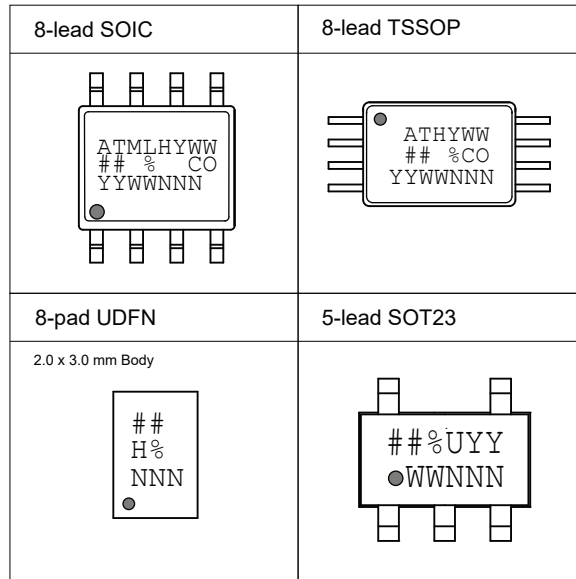 8-lead SOIC
ATMLHYWW
## % CO
YYWWNNN
8-lead TSSOP
ATHYWW
## %CO
YYWWNNN
8-pad UDFN
2.0 x 3.0 mm Body
##
H%
NNN
5-lead SOT23
##%UYY
WWNNN